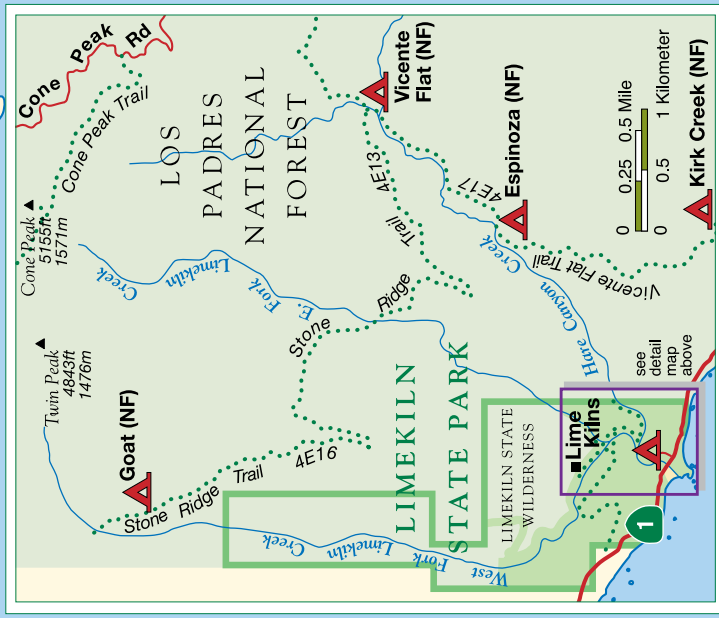 Cone Peak Rd
Cone Peak Trail
Cone Peak
5155ft
1571m
Twin Peak
4843ft
1476m
Goat (NF)
LOS
PADRES
NATIONAL
FOREST
Vicente
Flat (NF)
Espinoza (NF)
Kirk Creek (NF)
0 0.25 0.5 Mile
0 0.5 1 Kilometer
Trail 4E13
4E17
Vicente Flat Trail
Stone Ridge
Stone Ridge Trail 4E16
E. Fork Limekiln Creek
Hare Canyon Creek
West Fork Limekiln Creek
LIMEKILN
STATE PARK
LIMEKILN STATE
WILDERNESS
Lime
Kilns
see
detail
map
above
1